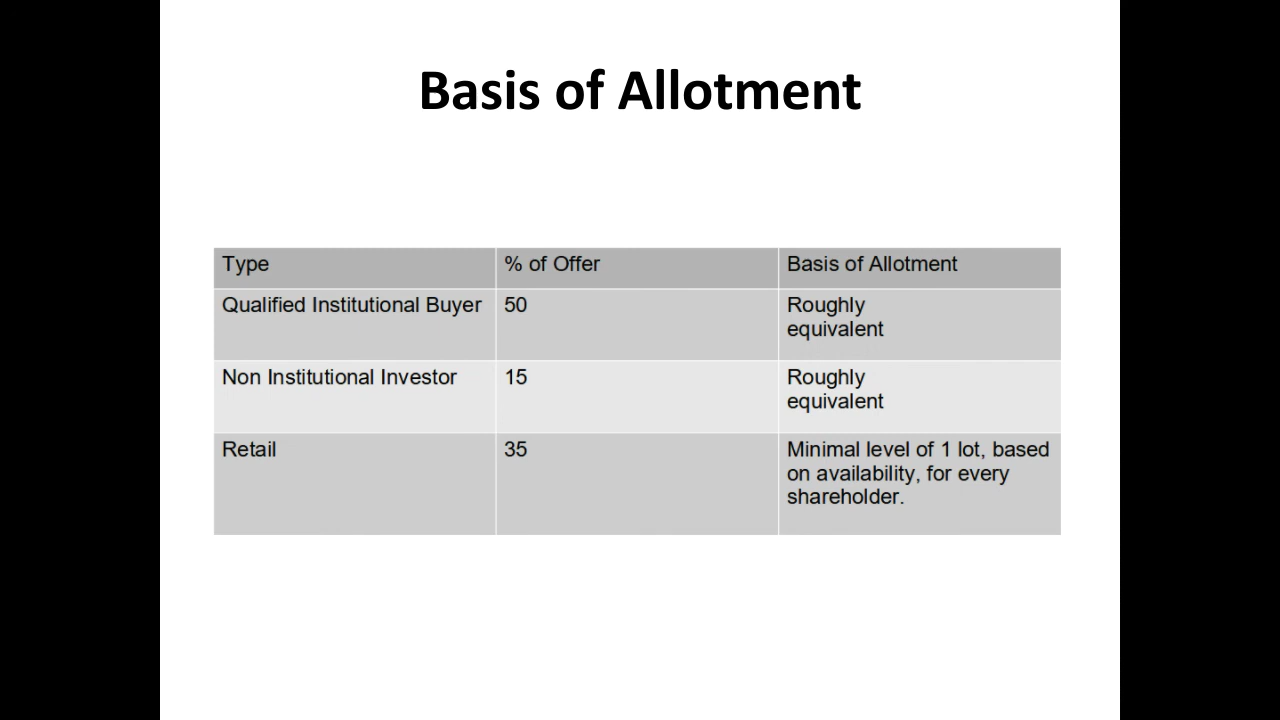 Basis of Allotment
Type
% of Offer
Basis of Allotment
Qualified Institutional Buyer
50
Roughly
equivalent
Non Institutional Investor
15
Roughly
equivalent
Retail
35
Minimal level of 1 lot, based
on availability, for every
shareholder.